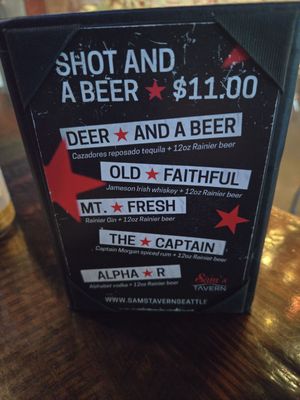 SHOT AND
A BEER ★ $11.00
DEER ★ AND A BEER
Cazadores reposado tequila + 12oz Rainier beer
OLD ★ FAITHFUL
Jameson Irish whiskey + 12oz Rainier beer
MT. ★ FRESH
Rainier Gin + 12oz Rainier beer
THE ★ CAPTAIN
Captain Morgan spiced rum + 12oz Rainier beer
ALPHA ★ R
Alphabet vodka + 12oz Rainier beer
Sam's
TAVERN
WWW.SAMSTAVERNSEATTLE